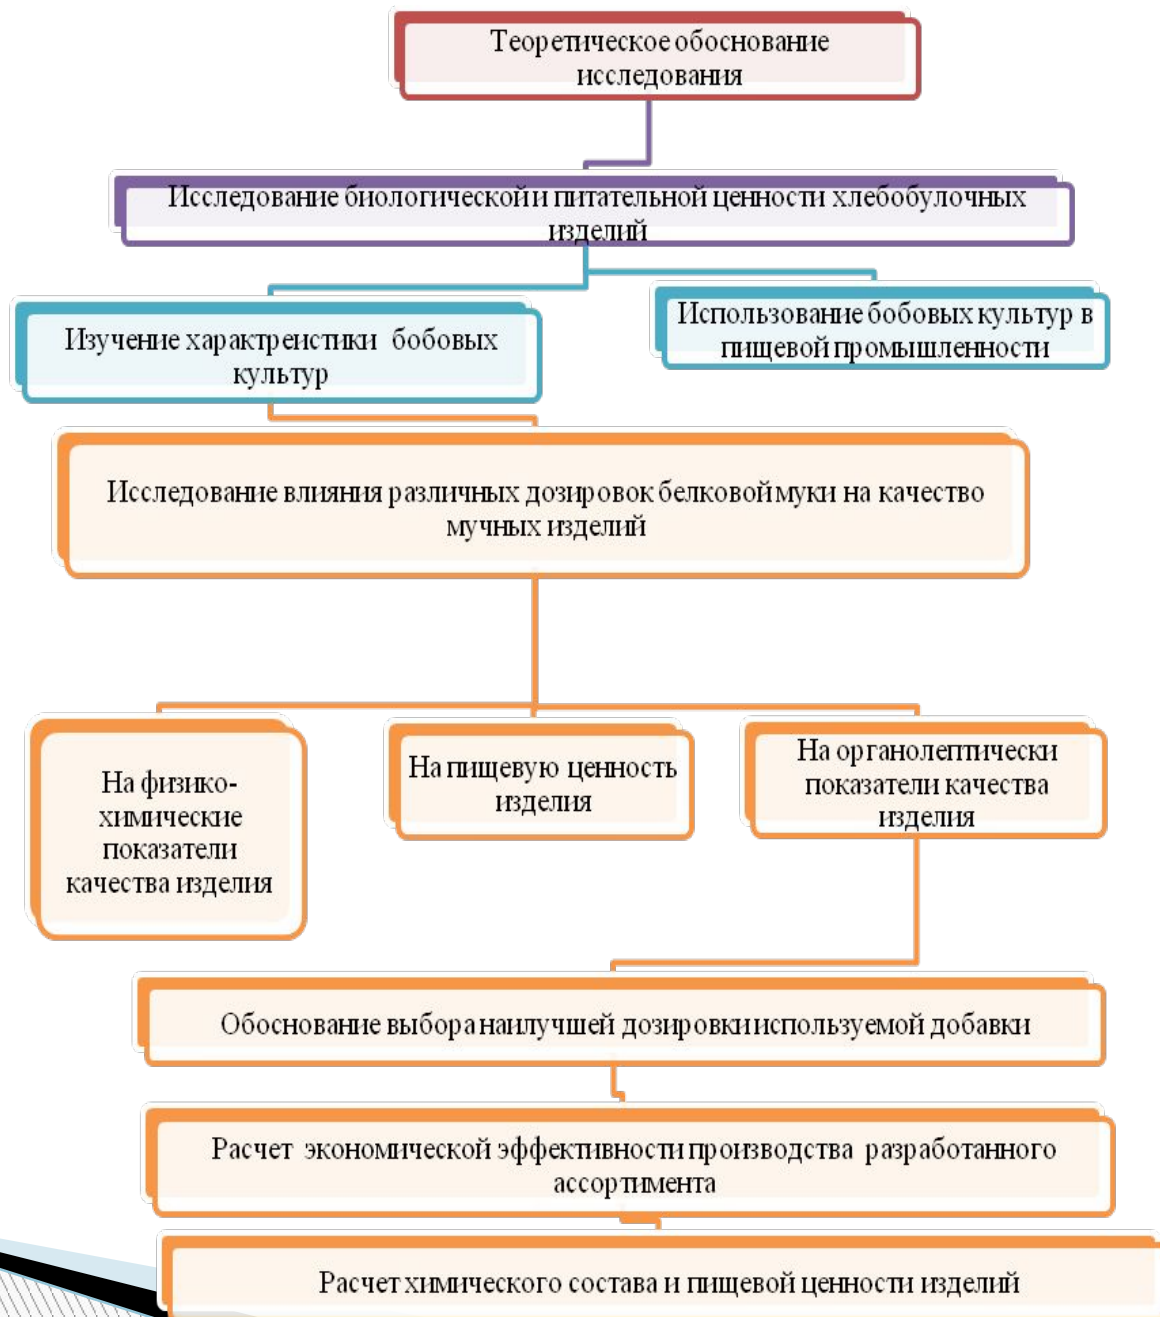 Теоретическое обоснование
исследования
Исследование биологической и питательной ценности хлебобулочных
изделий
Изучение характреистики бобовых
культур
Использование бобовых культур в
пищевой промышленности
Исследование влияния различных дозировок белковой муки на качество
мучных изделий
На физико-
химические
показатели
качества изделия
На пищевую ценность
изделия
На органолептически
показатели качества
изделия
Обоснование выбора наилучшей дозировки используемой добавки
Расчет экономической эффективности производства разработанного
ассортимента
Расчет химического состава и пищевой ценности изделий